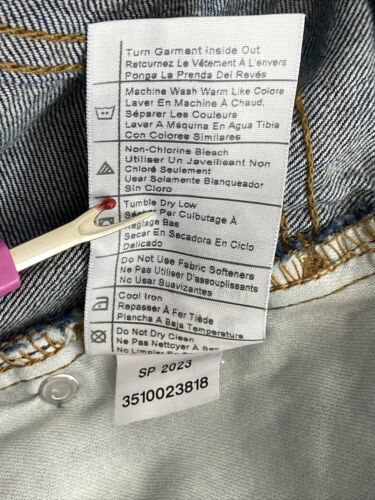 Turn Garment Inside Out
Retournez Le Vêtement À L'envers
Ponga La Prenda Del Revés
Machine Wash Warm Like Colors
Laver En Machine À Chaud,
Séparer Les Couleurs
Lavar A Máquina En Agua Tibia
Con Colores Similares
Non-Chlorine Bleach
Utiliser Un Javellisant Non
Chloré Seulement
Usar Solamente Blanqueador
Sin Cloro
Tumble Dry Low
Par Culbutage À
Réglage Bas
Secar En Secadora En Ciclo
Delicado
Do Not Use Fabric Softeners
Ne Pas Utiliser D'assouplissants
No Usar Suavizantes
Cool Iron
Repasser À Fer Tiède
Plancha A Baja Temperature
Do Not Dry Clean
Ne Pas Nettoyer À
No Limpiar En
SP 2023
3510023818